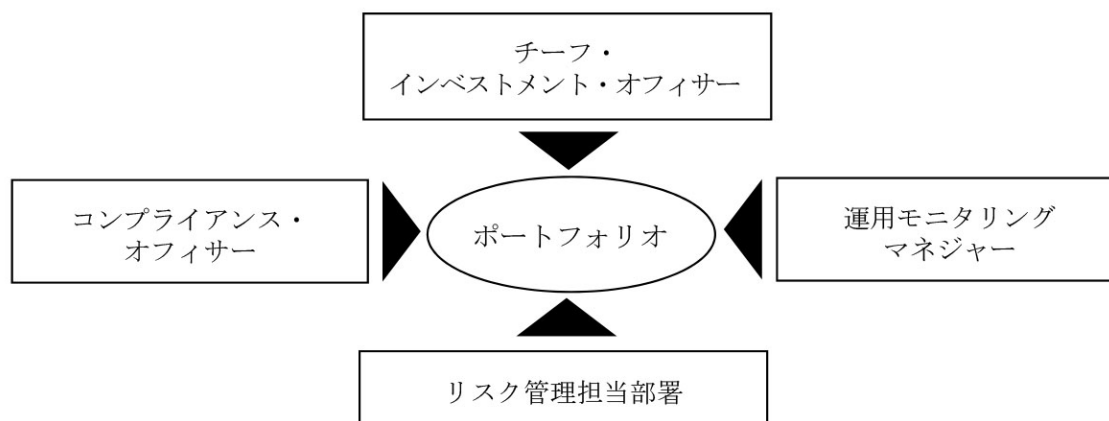 チーフ・
インベストメント・オフィサー
コンプライアンス・
オフィサー
ポートフォリオ
運用モニタリング
マネジャー
リスク管理担当部署